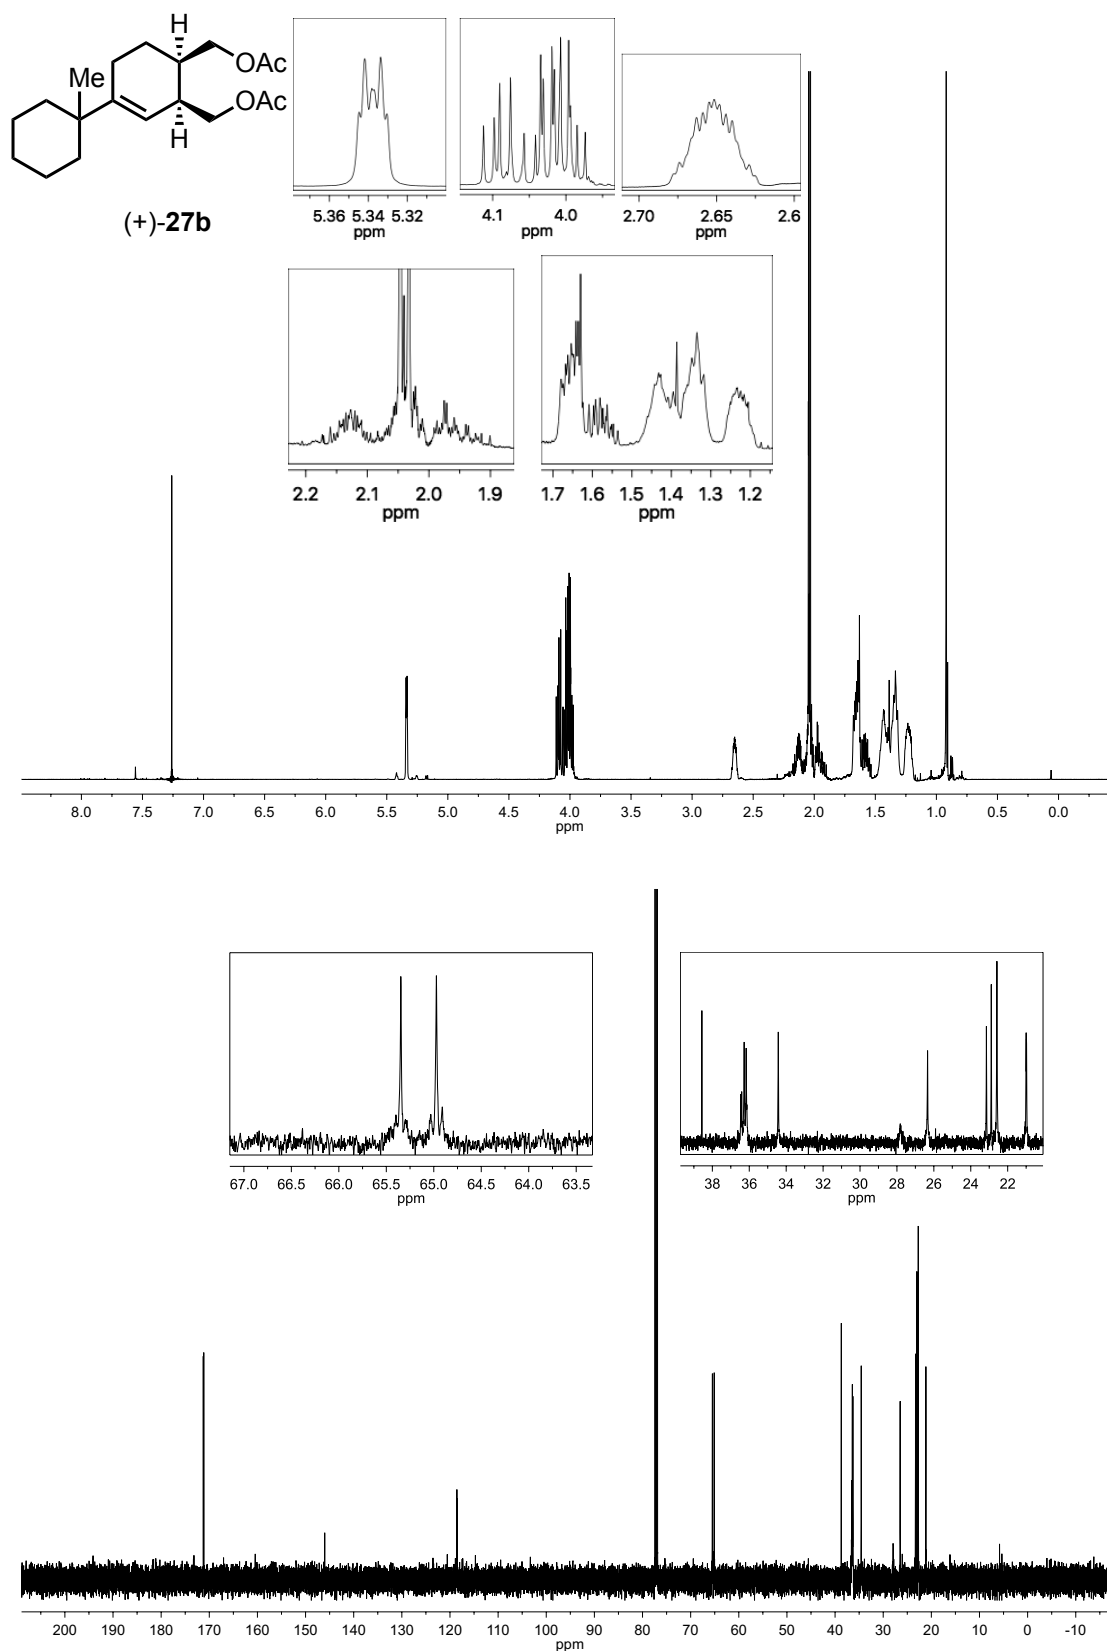 H
OAc
Me
OAc
H
(+)-27b
5.36 5.34 5.32
ppm
4.1 4.0
ppm
2.70 2.65 2.6
ppm
2.2 2.1 2.0 1.9
ppm
1.7 1.6 1.5 1.4 1.3 1.2
ppm
8.0 7.5 7.0 6.5 6.0 5.5 5.0 4.5 4.0 3.5 3.0 2.5 2.0 1.5 1.0 0.5 0.0
ppm
67.0 66.5 66.0 65.5 65.0 64.5 64.0 63.5
ppm
38 36 34 32 30 28 26 24 22
ppm
200 190 180 170 160 150 140 130 120 110 100 90 80 70 60 50 40 30 20 10 0 -10
ppm